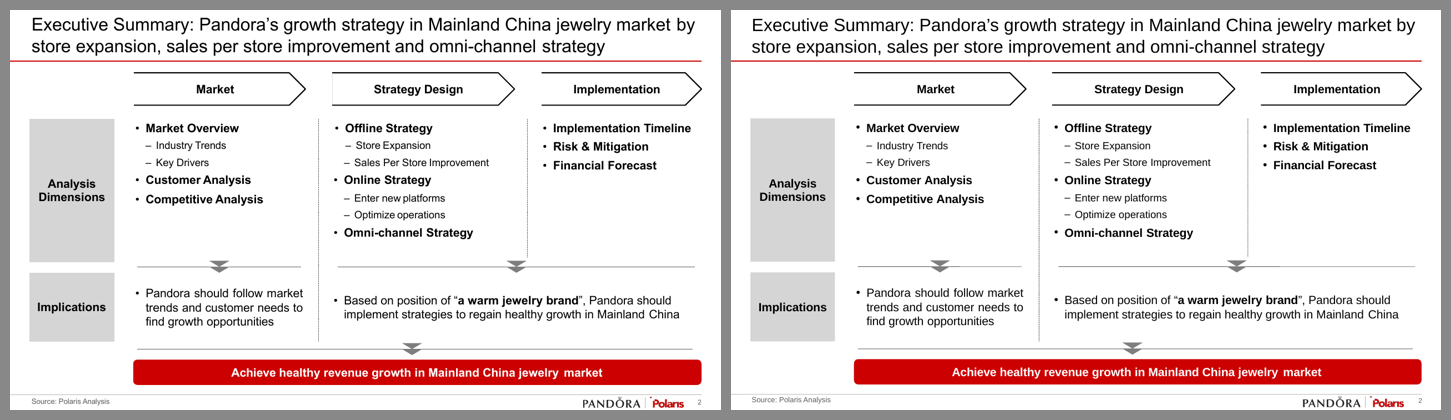 Executive Summary: Pandora’s growth strategy in Mainland China jewelry market by
store expansion, sales per store improvement and omni-channel strategy
Market
Strategy Design
Implementation
Analysis
Dimensions
• Market Overview
– Industry Trends
– Key Drivers
• Customer Analysis
• Competitive Analysis
• Offline Strategy
– Store Expansion
– Sales Per Store Improvement
• Online Strategy
– Enter new platforms
– Optimize operations
• Omni-channel Strategy
• Implementation Timeline
• Risk & Mitigation
• Financial Forecast
Implications
• Pandora should follow market
trends and customer needs to
find growth opportunities
• Based on position of “a warm jewelry brand”, Pandora should
implement strategies to regain healthy growth in Mainland China
Achieve healthy revenue growth in Mainland China jewelry market
Source: Polaris Analysis
PANDÖRA
Polaris
2
Executive Summary: Pandora’s growth strategy in Mainland China jewelry market by
store expansion, sales per store improvement and omni-channel strategy
Market
Strategy Design
Implementation
Analysis
Dimensions
• Market Overview
– Industry Trends
– Key Drivers
• Customer Analysis
• Competitive Analysis
• Offline Strategy
– Store Expansion
– Sales Per Store Improvement
• Online Strategy
– Enter new platforms
– Optimize operations
• Omni-channel Strategy
• Implementation Timeline
• Risk & Mitigation
• Financial Forecast
Implications
• Pandora should follow market
trends and customer needs to
find growth opportunities
• Based on position of “a warm jewelry brand”, Pandora should
implement strategies to regain healthy growth in Mainland China
Achieve healthy revenue growth in Mainland China jewelry market
Source: Polaris Analysis
PANDÖRA
Polaris
2